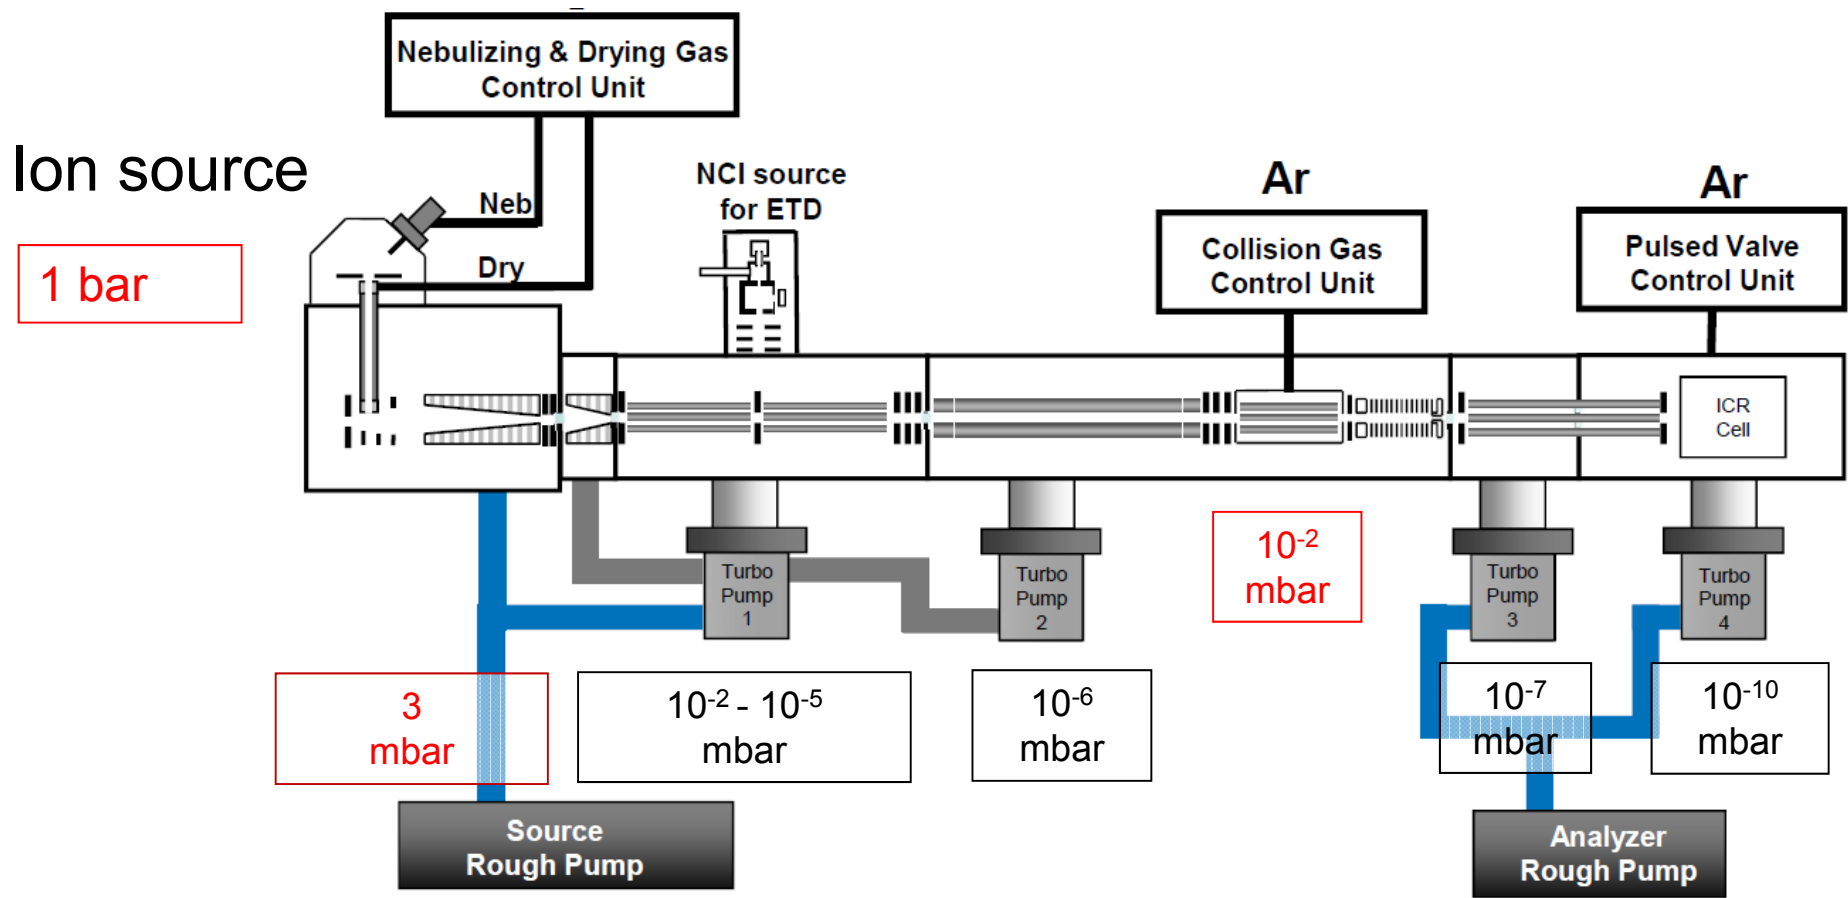 Nebulizing & Drying Gas
Control Unit
Ion source
1 bar
Neb
Dry
NCI source
for ETD
Ar
Collision Gas
Control Unit
Ar
Pulsed Valve
Control Unit
ICR
Cell
Turbo
Pump
1
Turbo
Pump
2
10⁻²
mbar
Turbo
Pump
3
Turbo
Pump
4
3
mbar
10⁻² - 10⁻⁵
mbar
10⁻⁶
mbar
10⁻⁷
mbar
10⁻¹⁰
mbar
Source
Rough Pump
Analyzer
Rough Pump